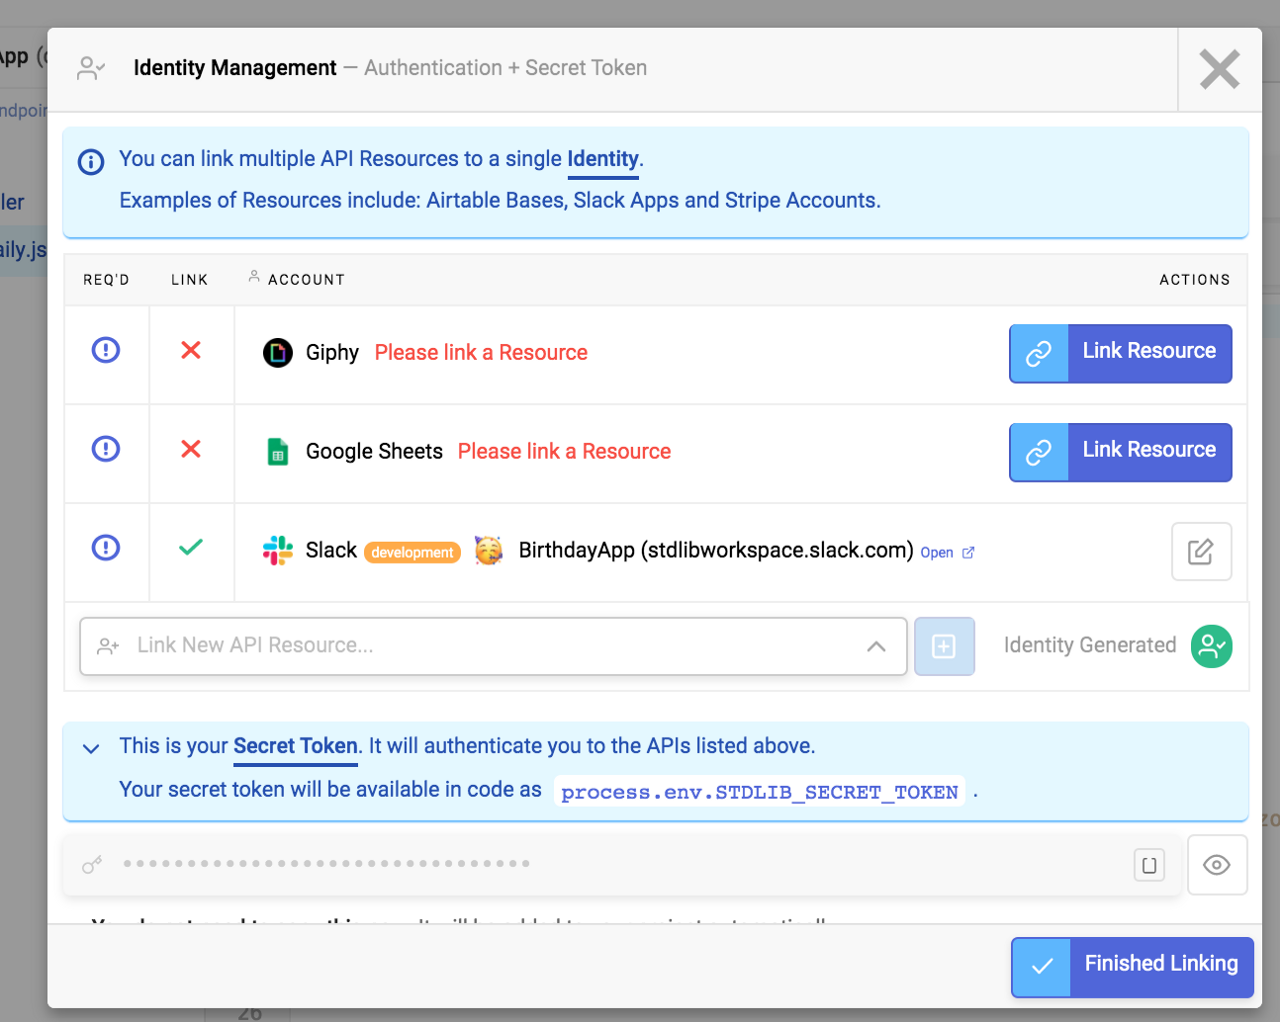 App (
Identity Management — Authentication + Secret Token
ndpoin
You can link multiple API Resources to a single Identity.
Examples of Resources include: Airtable Bases, Slack Apps and Stripe Accounts.
ler
aily.js
REQ'D LINK ACCOUNT ACTIONS
Giphy Please link a Resource Link Resource
Google Sheets Please link a Resource Link Resource
Slack development BirthdayApp (stdlibworkspace.slack.com) Open
Link New API Resource... Identity Generated
This is your Secret Token. It will authenticate you to the APIs listed above.
Your secret token will be available in code as process.env.STDLIB_SECRET_TOKEN .
zo
Finished Linking
26